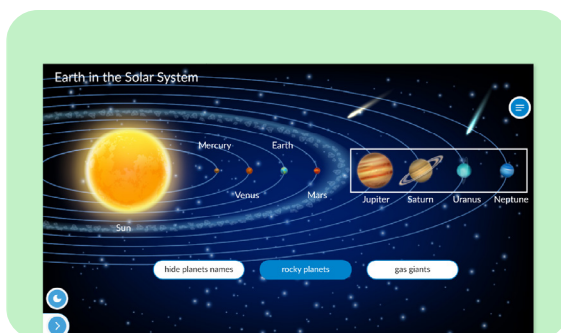 Earth in the Solar System
Mercury
Earth
Venus
Mars
Jupiter
Saturn
Uranus
Neptune
Sun
hide planets names
rocky planets
gas giants